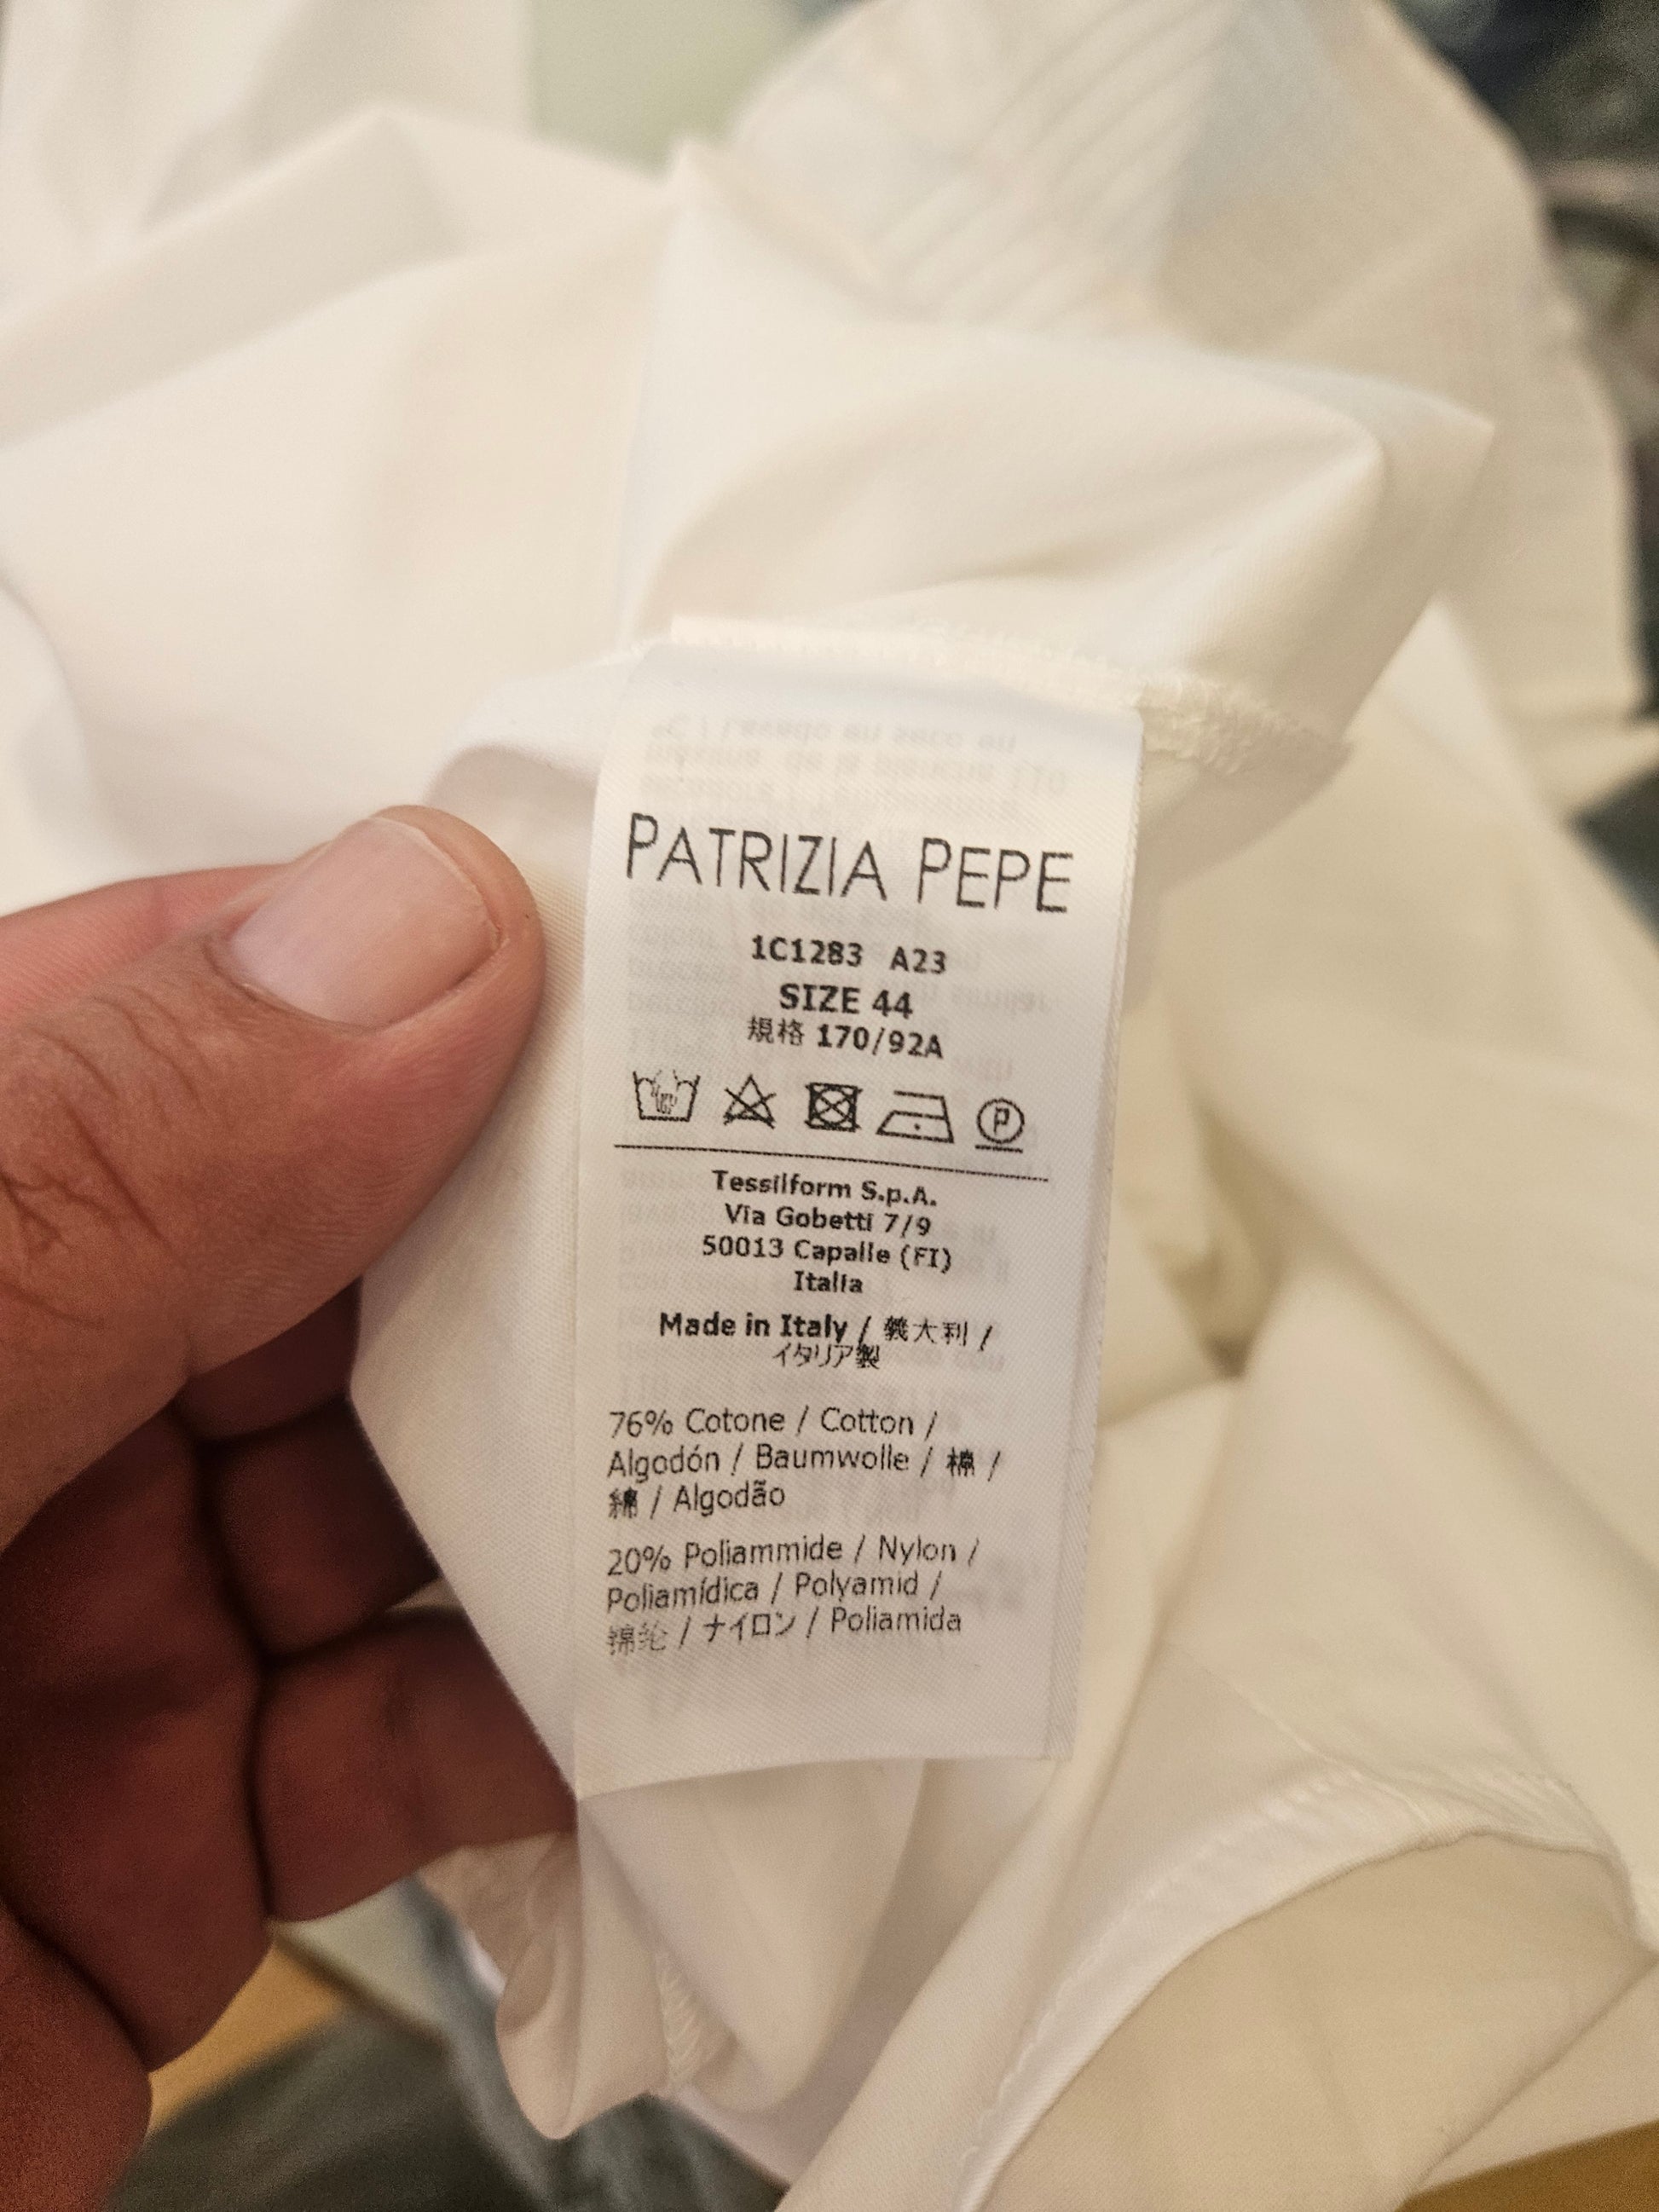 PATRIZIA PEPE
1C1283 A23
SIZE 44
規格 170/92A
P
Tessilform S.p.A.
Via Gobetti 7/9
50013 Capalle (FI)
Italia
Made in Italy / 義大利 /
イタリア製
76% Cotone / Cotton /
Algodón / Baumwolle / 棉 /
綿 / Algodão
20% Poliammide / Nylon /
Poliamídica / Polyamid /
锦纶 / ナイロン / Poliamida